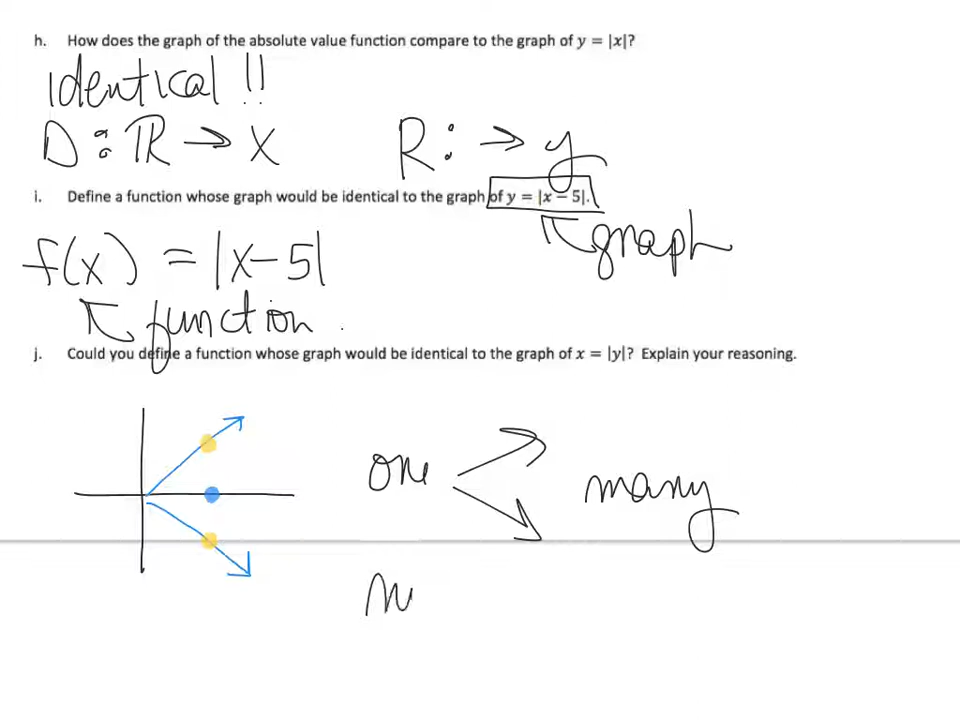 h. How does the graph of the absolute value function compare to the graph of y = |x|?
identical !!
D : ℝ → x R : → y
i. Define a function whose graph would be identical to the graph of y = |x − 5|.
↖ graph
f(x) = |x-5|
↖ function.
j. Could you define a function whose graph would be identical to the graph of x = |y|? Explain your reasoning.
one many